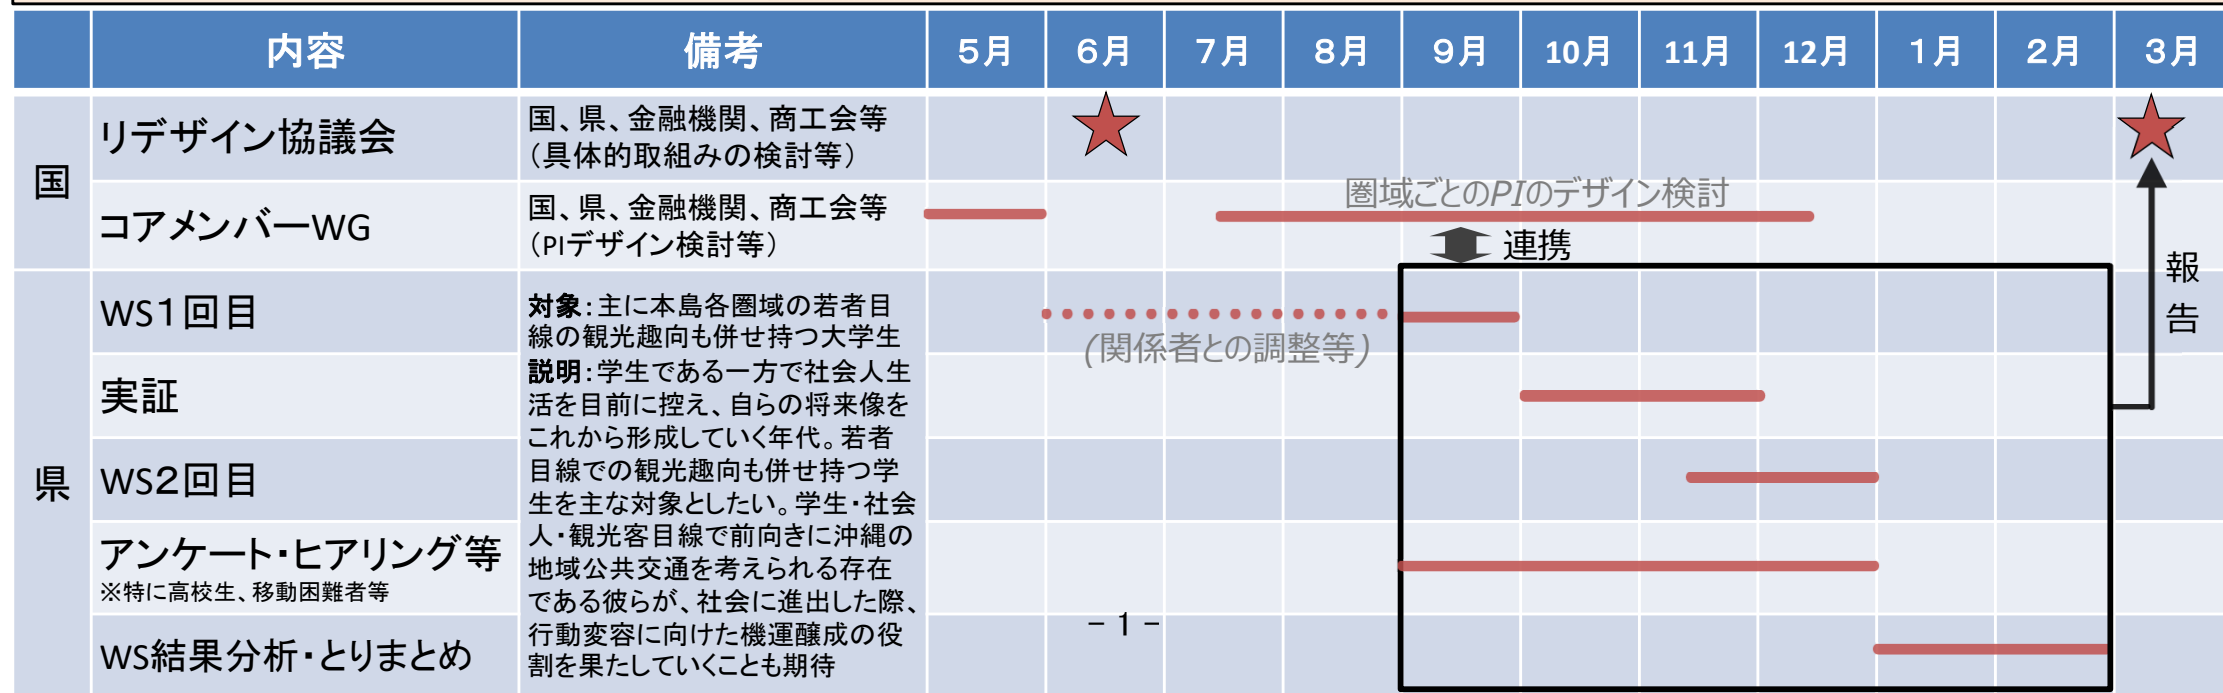 内容 備考 5月 6月 7月 8月 9月 10月 11月 12月 1月 2月 3月
国
リデザイン協議会
国、県、金融機関、商工会等
(具体的取組みの検討等)
コアメンバーWG
国、県、金融機関、商工会等
(PIデザイン検討等)
圏域ごとのPIのデザイン検討
連携
報告
県
WS1回目
実証
WS2回目
アンケート・ヒアリング等
※特に高校生、移動困難者等
WS結果分析・とりまとめ
対象:主に本島各圏域の若者目
線の観光趣向も併せ持つ大学生
説明:学生である一方で社会人生
活を目前に控え、自らの将来像を
これから形成していく年代。若者
目線での観光趣向も併せ持つ学
生を主な対象としたい。学生・社会
人・観光客目線で前向きに沖縄の
地域公共交通を考えられる存在
である彼らが、社会に進出した際、
行動変容に向けた機運醸成の役
割を果たしていくことも期待
(関係者との調整等)
- 1 -